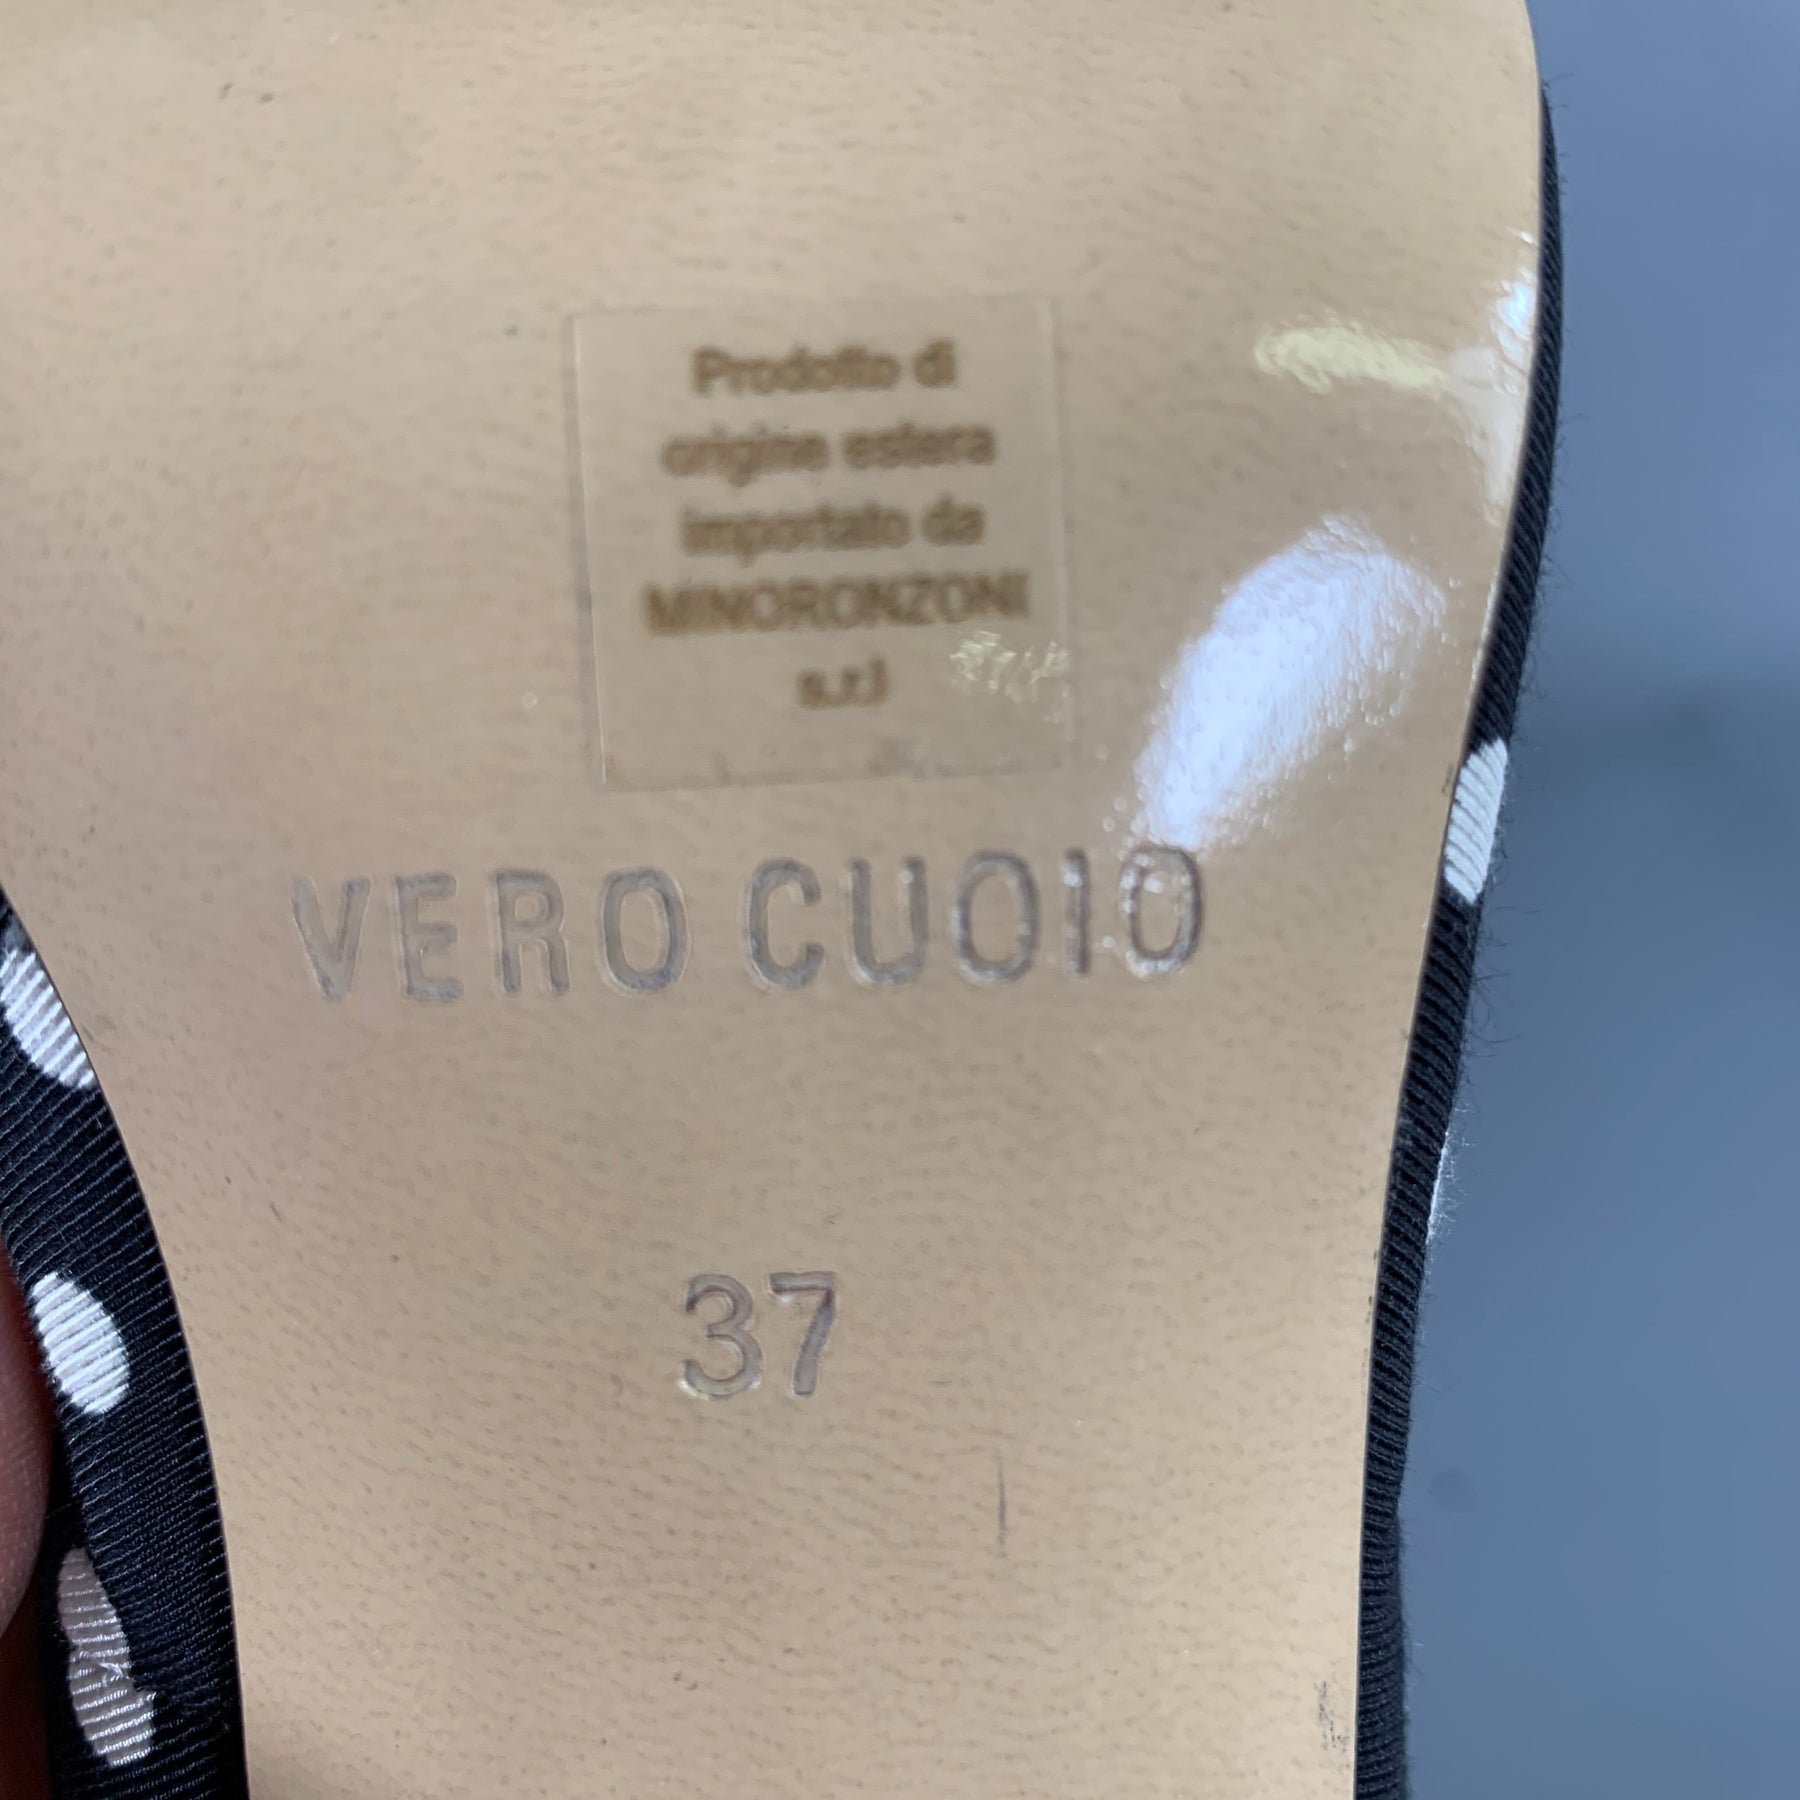 Prodotto di
origine estera
importato da
MINORONZONI
s.r.l
VERO CUOIO
37